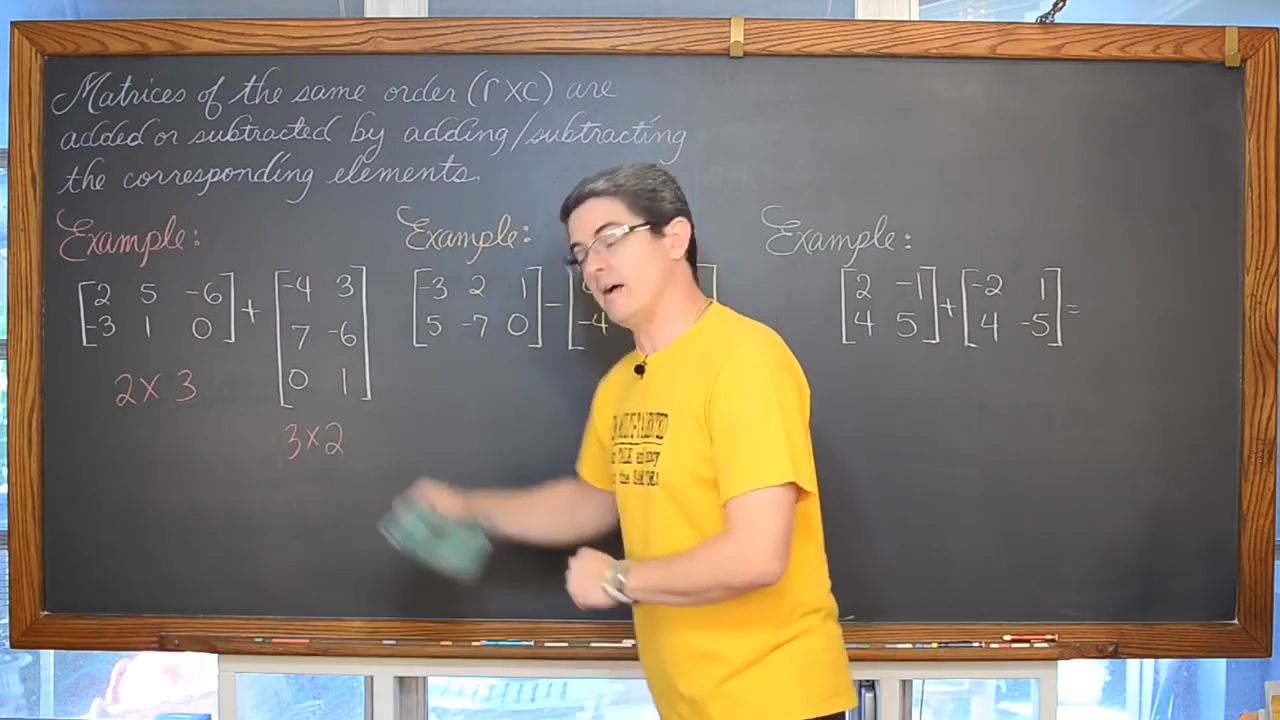 Matrices of the same order (r x c) are
added or subtracted by adding/subtracting
the corresponding elements.
Example:
[2 5 -6] + [-4 3]
[-3 1 0] [7 -6]
[0 1]
2 x 3
3 x 2
Example:
[-3 2 1] - [
[5 -7 0] [-4
Example:
[2 -1] + [-2 1] =
[4 5] [4 -5]